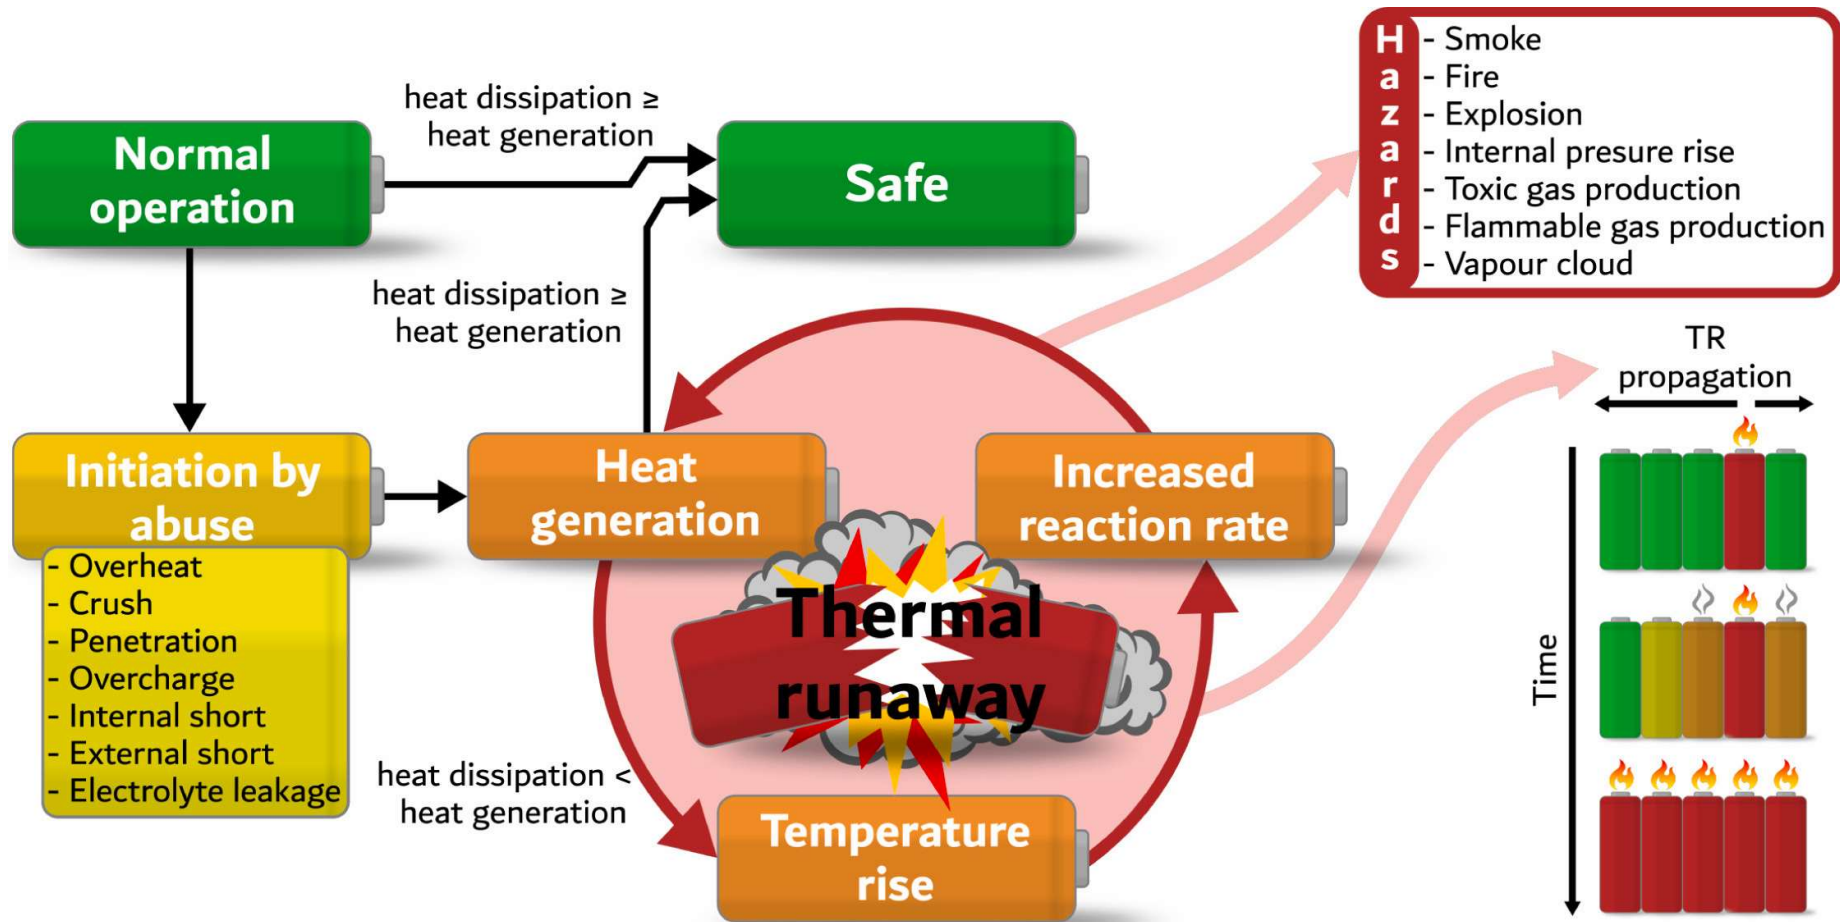 Normal
operation
heat dissipation ≥
heat generation
Safe
heat dissipation ≥
heat generation
Initiation by
abuse
- Overheat
- Crush
- Penetration
- Overcharge
- Internal short
- External short
- Electrolyte leakage
Heat
generation
Increased
reaction rate
Thermal
runaway
heat dissipation <
heat generation
Temperature
rise
Hazards
- Smoke
- Fire
- Explosion
- Internal presure rise
- Toxic gas production
- Flammable gas production
- Vapour cloud
TR
propagation
Time